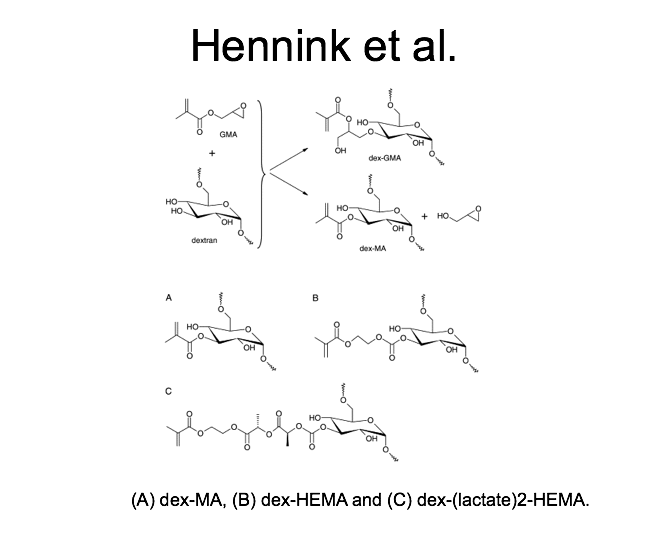 Hennink et al.
GMA
+
dextran
dex-GMA
dex-MA
+
A
B
C
(A) dex-MA, (B) dex-HEMA and (C) dex-(lactate)2-HEMA.